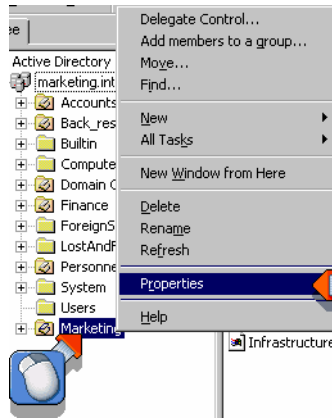 ee
Active Directory
marketing.int
Accounts
Back_res
Builtin
Compute
Domain C
Finance
ForeignS
LostAndF
Personne
System
Users
Marketing
Delegate Control...
Add members to a group...
Move...
Find...
New
All Tasks
New Window from Here
Delete
Rename
Refresh
Properties
Help
Infrastructure